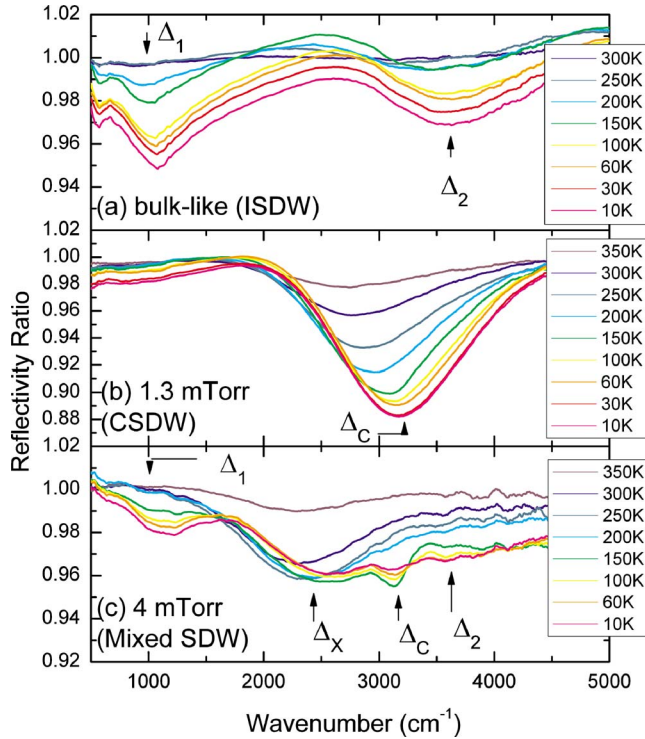 1.02
Δ1
1.00
0.98
0.96
0.94
(a) bulk-like (ISDW)
Δ2
300K
250K
200K
150K
100K
60K
30K
10K
Reflectivity Ratio
1.02
1.00
0.98
0.96
0.92
0.90
0.88
(b) 1.3 mTorr
(CSDW)
ΔC
350K
300K
250K
200K
150K
100K
60K
30K
10K
1.02
1.00
0.98
0.96
0.94
0.92
Δ1
(c) 4 mTorr
(Mixed SDW)
ΔX
ΔC
Δ2
350K
300K
250K
200K
150K
100K
60K
10K
1000 2000 3000 4000 5000
Wavenumber (cm-1)